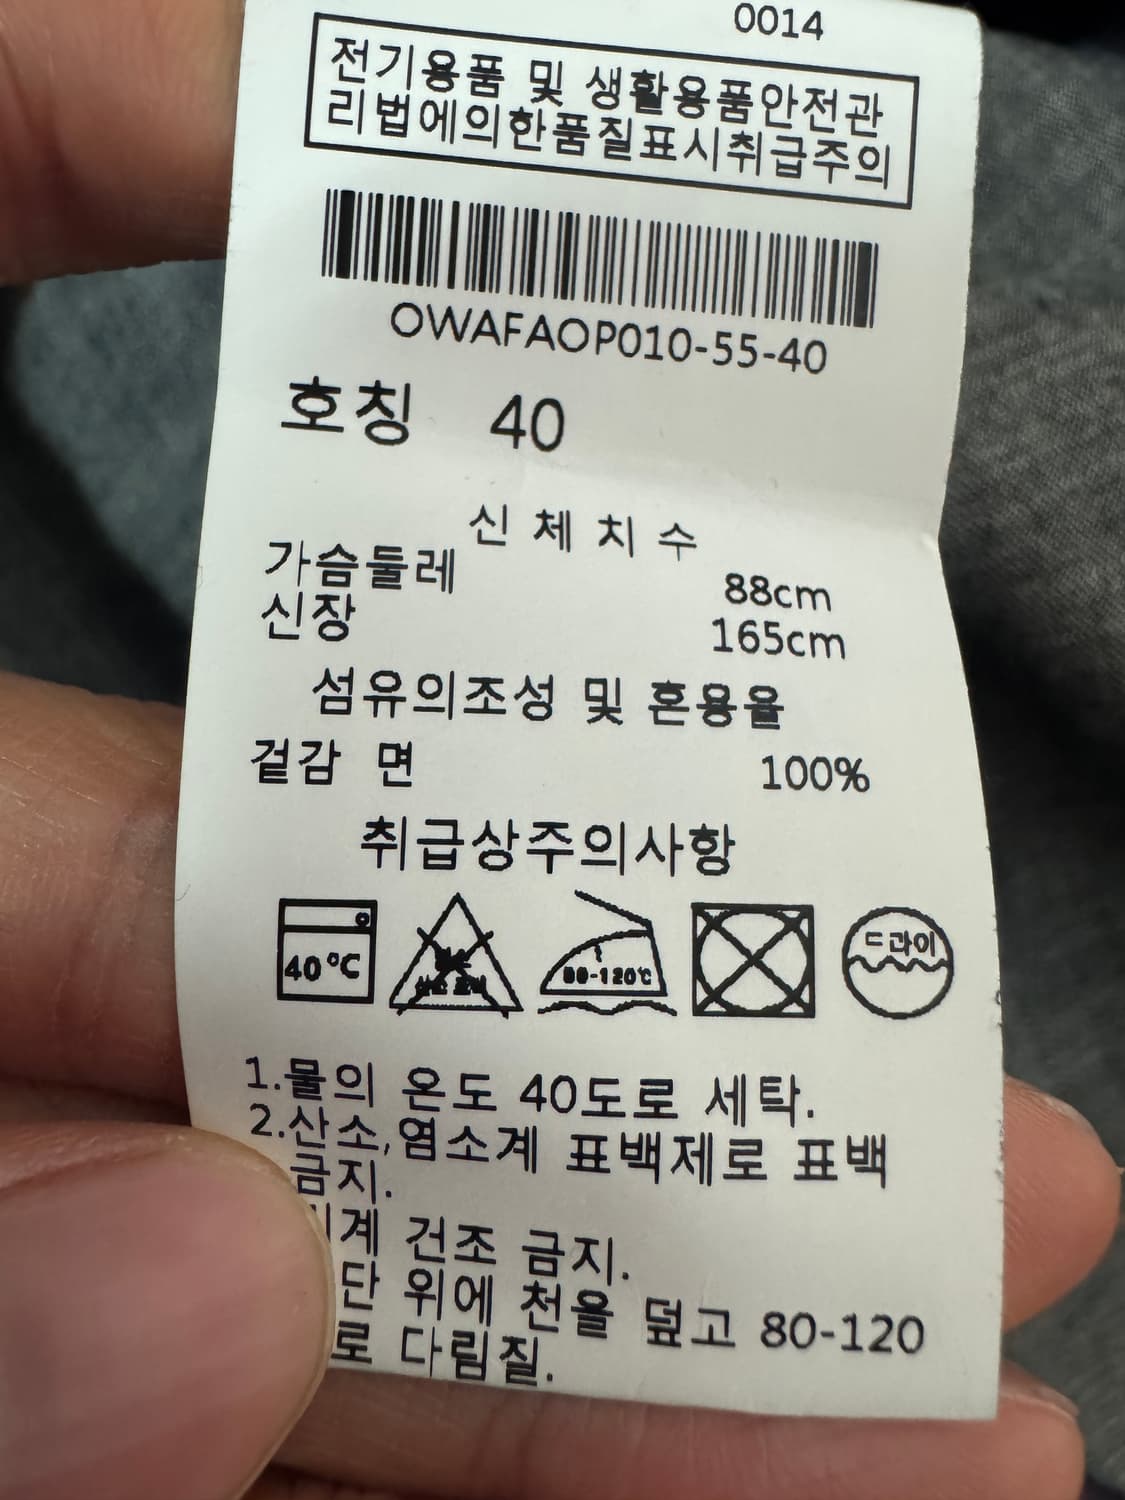 0014
전기용품 및 생활용품안전관
리법에의한품질표시취급주의
OWAFAOP010-55-40
호칭 40
신체치수
가슴둘레 88cm
신장 165cm
섬유의조성 및 혼용율
겉감 면 100%
취급상주의사항
40°C
80-120℃
드라이
1.물의 온도 40도로 세탁.
2.산소,염소계 표백제로 표백
금지.
계 건조 금지.
단 위에 천을 덮고 80-120
로 다림질.